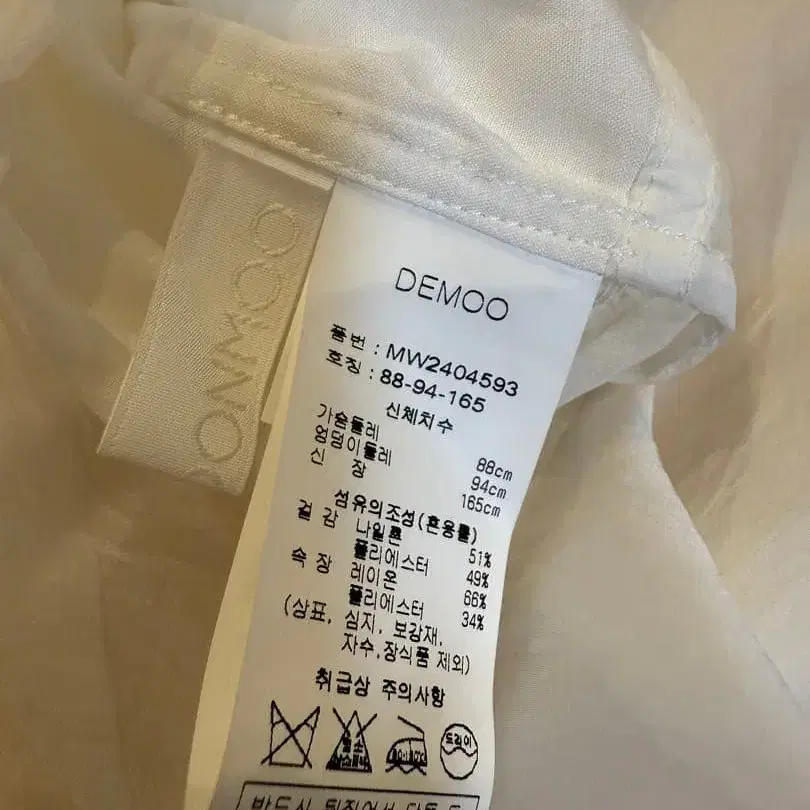 DEMOO
품번 : MW2404593
호칭 : 88-94-165
신체치수
가슴둘레 88cm
엉덩이둘레 94cm
신 장 165cm
섬유의조성(혼용률)
겉 감 나일론 51%
폴리에스터 49%
속 장 레이온 66%
폴리에스터 34%
(상표, 심지, 보강재,
자수,장식품 제외)
취급상 주의사항
드라이
ONMOO